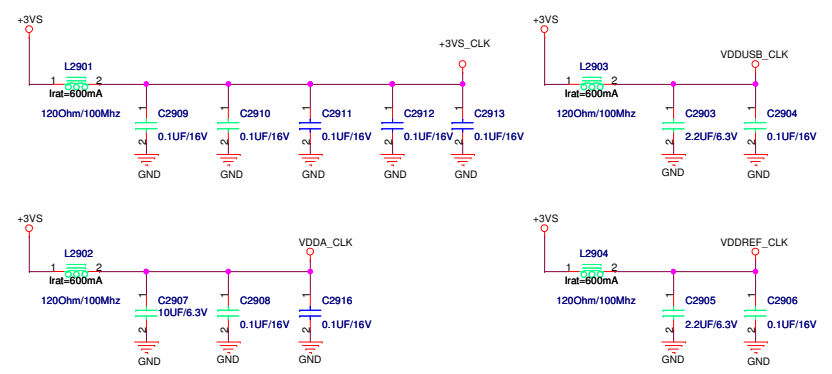 +3VS
L2901
1 2
Irat=600mA
120Ohm/100Mhz
+3VS_CLK
1 C2909
2 0.1UF/16V
GND
1 C2910
2 0.1UF/16V
GND
1 C2911
2 0.1UF/16V
GND
1 C2912
2 0.1UF/16V
GND
1 C2913
2 0.1UF/16V
GND
+3VS
L2903
1 2
Irat=600mA
120Ohm/100Mhz
VDDUSB_CLK
1 C2903
2 2.2UF/6.3V
GND
1 C2904
2 0.1UF/16V
GND
+3VS
L2902
1 2
Irat=600mA
120Ohm/100Mhz
VDDA_CLK
1 C2907
10UF/6.3V
2
GND
1 C2908
2 0.1UF/16V
GND
1 C2916
2 0.1UF/16V
GND
+3VS
L2904
1 2
Irat=600mA
120Ohm/100Mhz
VDDREF_CLK
1 C2905
2 2.2UF/6.3V
GND
1 C2906
2 0.1UF/16V
GND